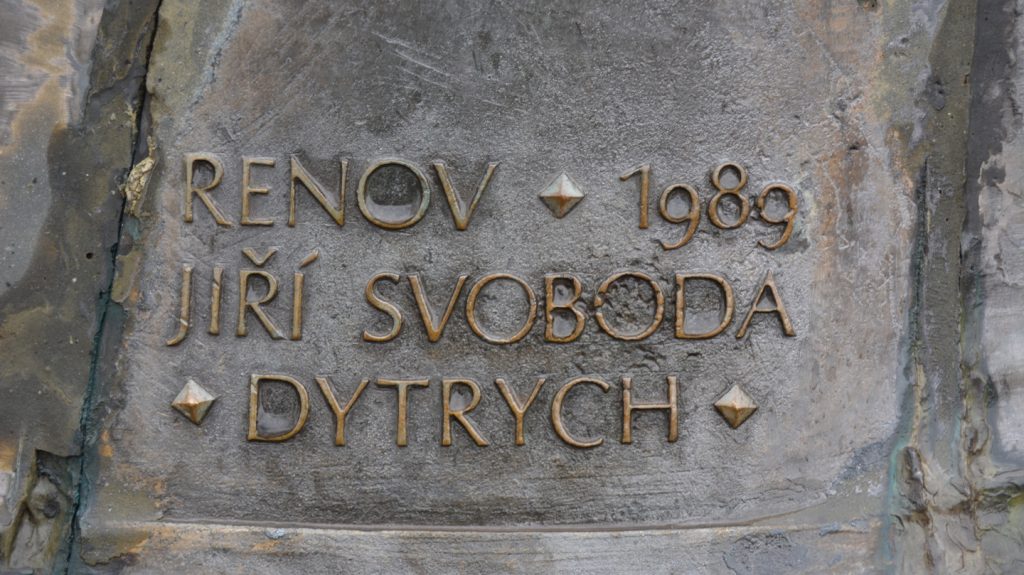 RENOV ◆ 1989
JIŘÍ SVOBODA
◆ DYTRYCH ◆